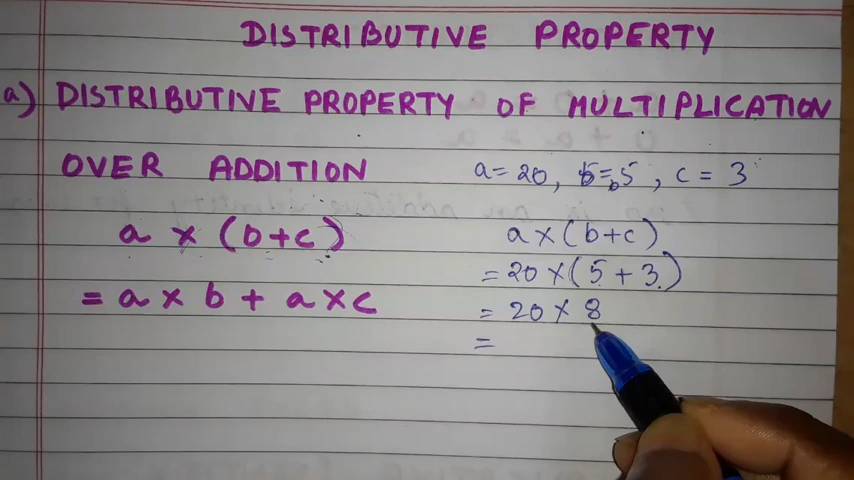 DISTRIBUTIVE PROPERTY
a) DISTRIBUTIVE PROPERTY OF MULTIPLICATION
OVER ADDITION
a × (b+c)
= a × b + a × c
a = 20, b = 5, c = 3
a × (b+c)
= 20 × (5 + 3)
= 20 × 8
=